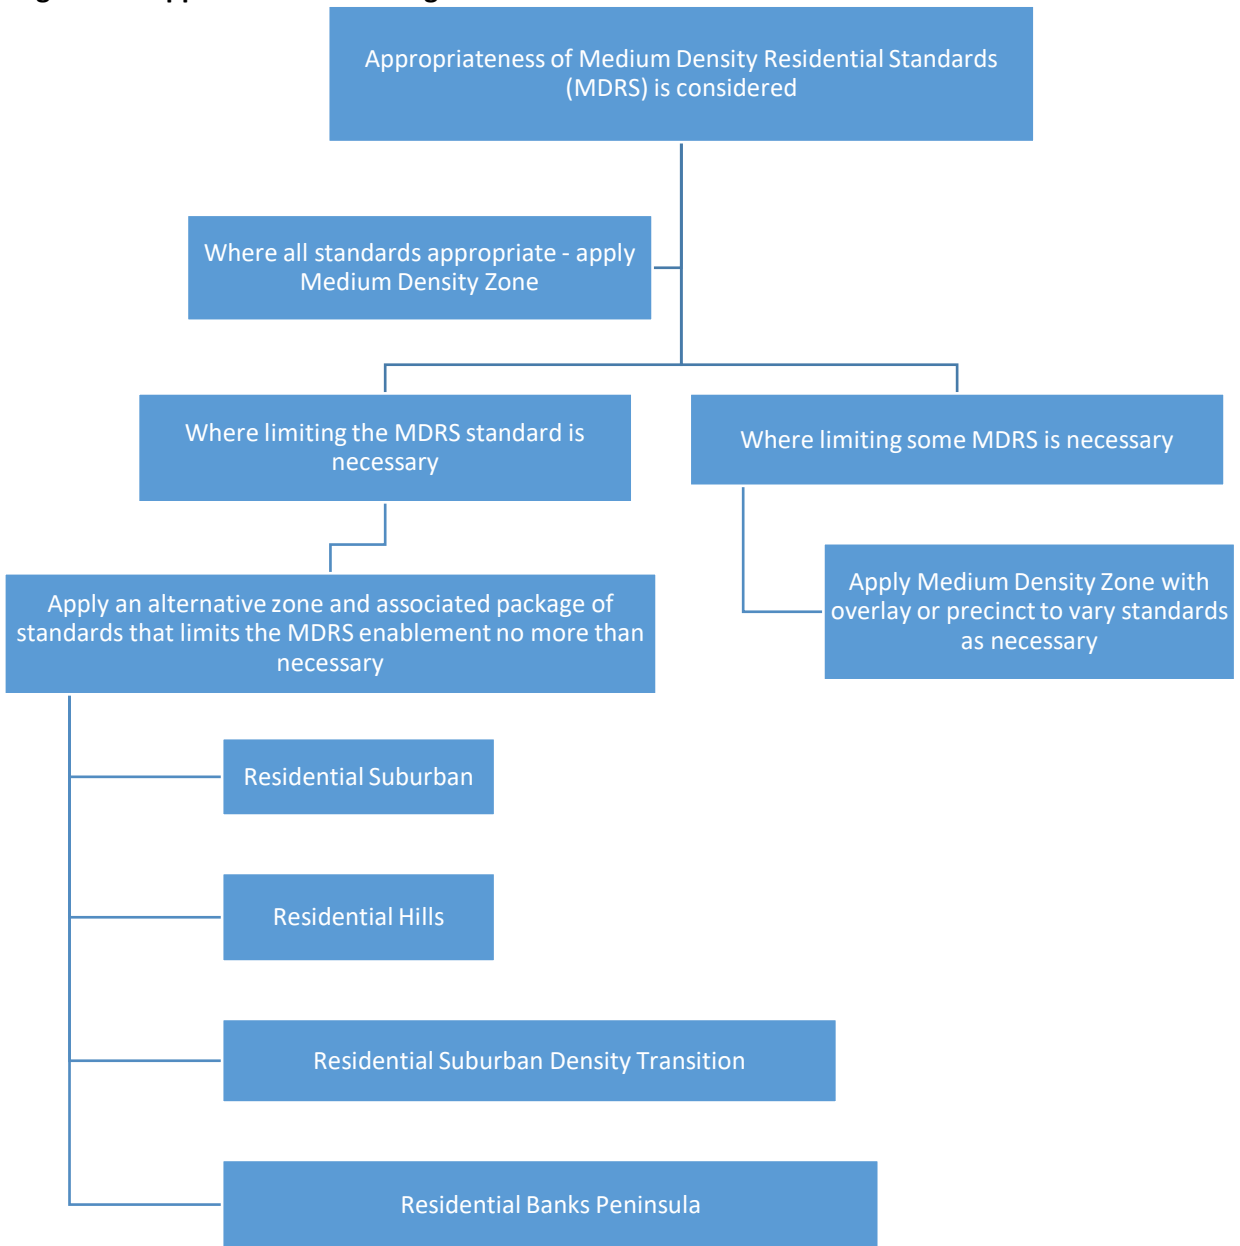 Appropriateness of Medium Density Residential Standards
(MDRS) is considered
Where all standards appropriate - apply
Medium Density Zone
Where limiting the MDRS standard is
necessary
Where limiting some MDRS is necessary
Apply Medium Density Zone with
overlay or precinct to vary standards
as necessary
Apply an alternative zone and associated package of
standards that limits the MDRS enablement no more than
necessary
Residential Suburban
Residential Hills
Residential Suburban Density Transition
Residential Banks Peninsula